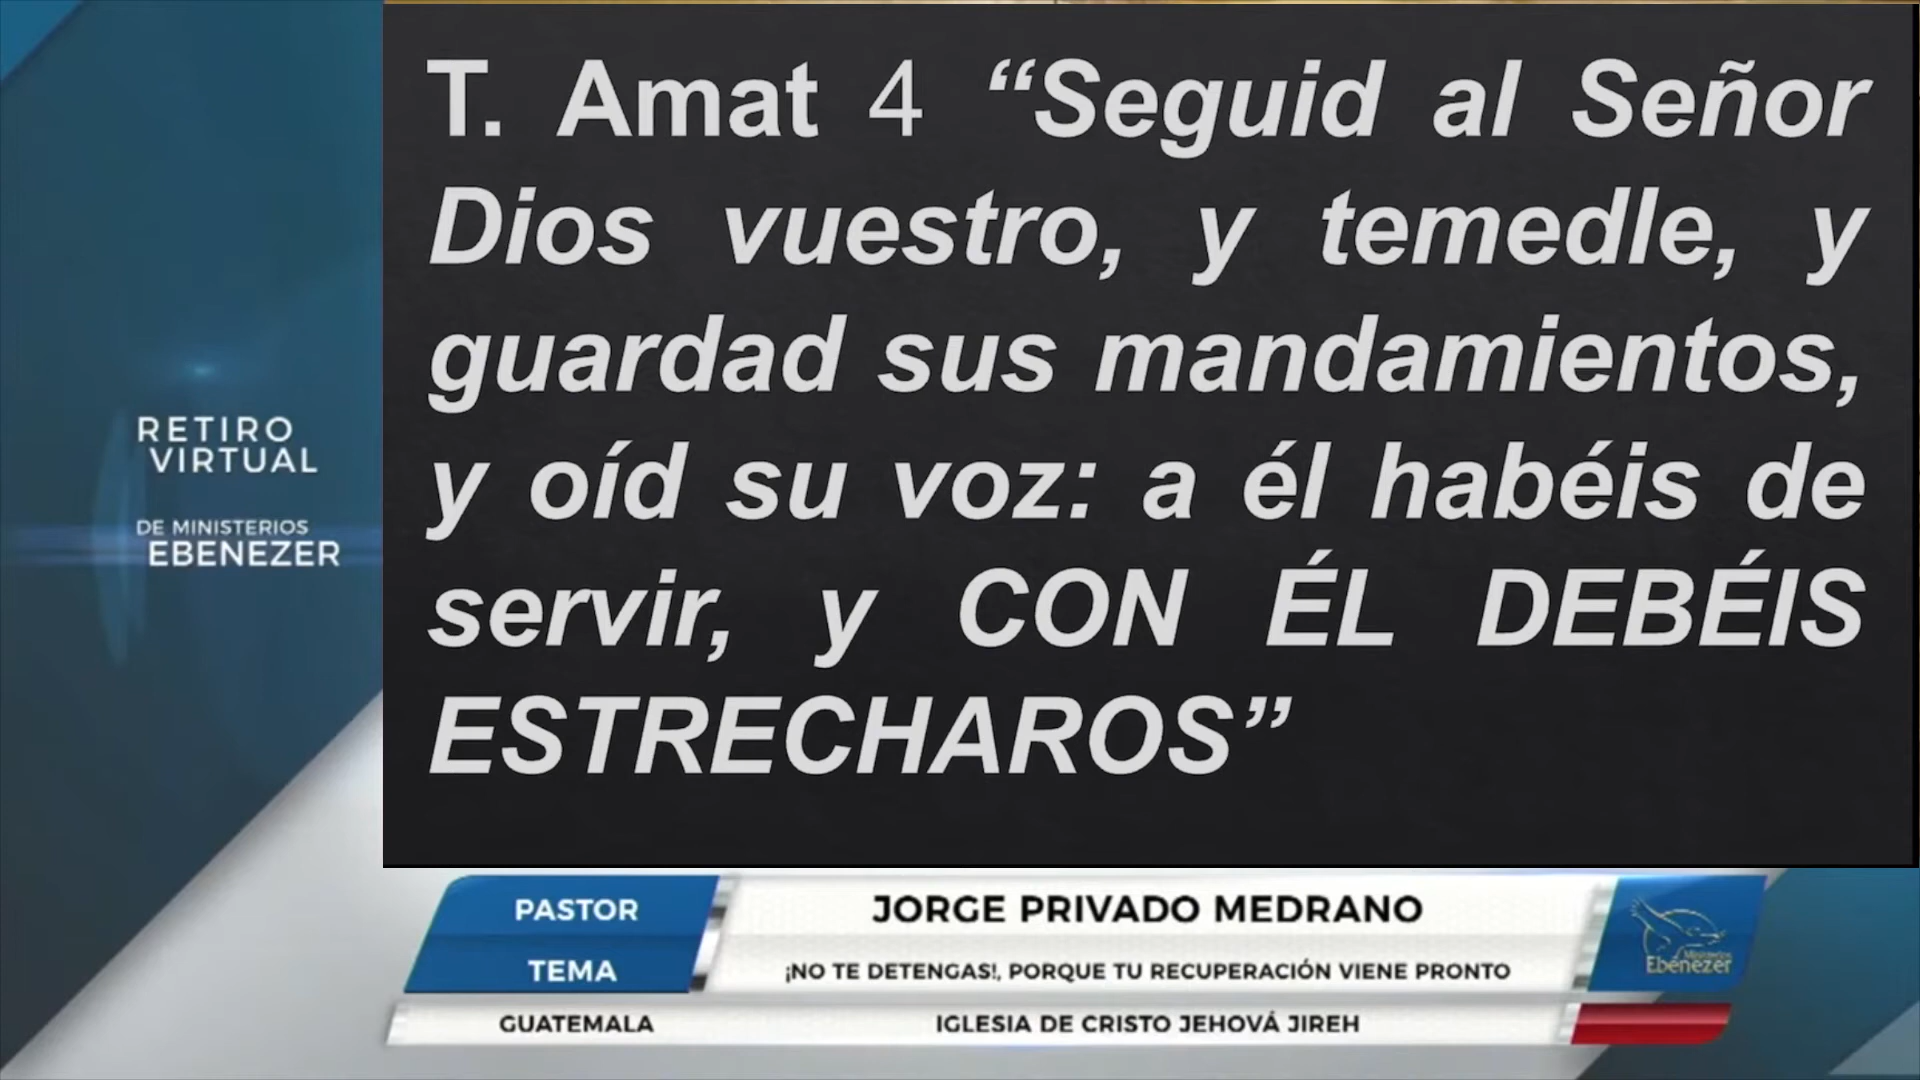 T. Amat 4 “Seguid al Señor
Dios vuestro, y temedle, y
guardad sus mandamientos,
y oíd su voz: a él habéis de
servir, y CON ÉL DEBÉIS
ESTRECHAROS”
RETIRO
VIRTUAL
DE MINISTERIOS
EBENEZER
PASTOR
JORGE PRIVADO MEDRANO
TEMA
¡NO TE DETENGAS!, PORQUE TU RECUPERACIÓN VIENE PRONTO
Ministerios
Ebenezer
GUATEMALA
IGLESIA DE CRISTO JEHOVÁ JIREH